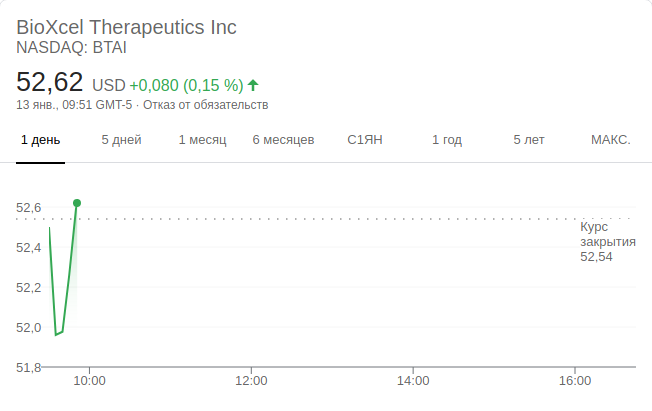 BioXcel Therapeutics Inc
NASDAQ: BTAI
52,62 USD +0,080 (0,15 %)
13 янв., 09:51 GMT-5 · Отказ от обязательств
1 день 5 дней 1 месяц 6 месяцев С1ЯН 1 год 5 лет МАКС.
52,6
Курс
закрытия
52,54
52,4
52,2
52,0
51,8
10:00 12:00 14:00 16:00